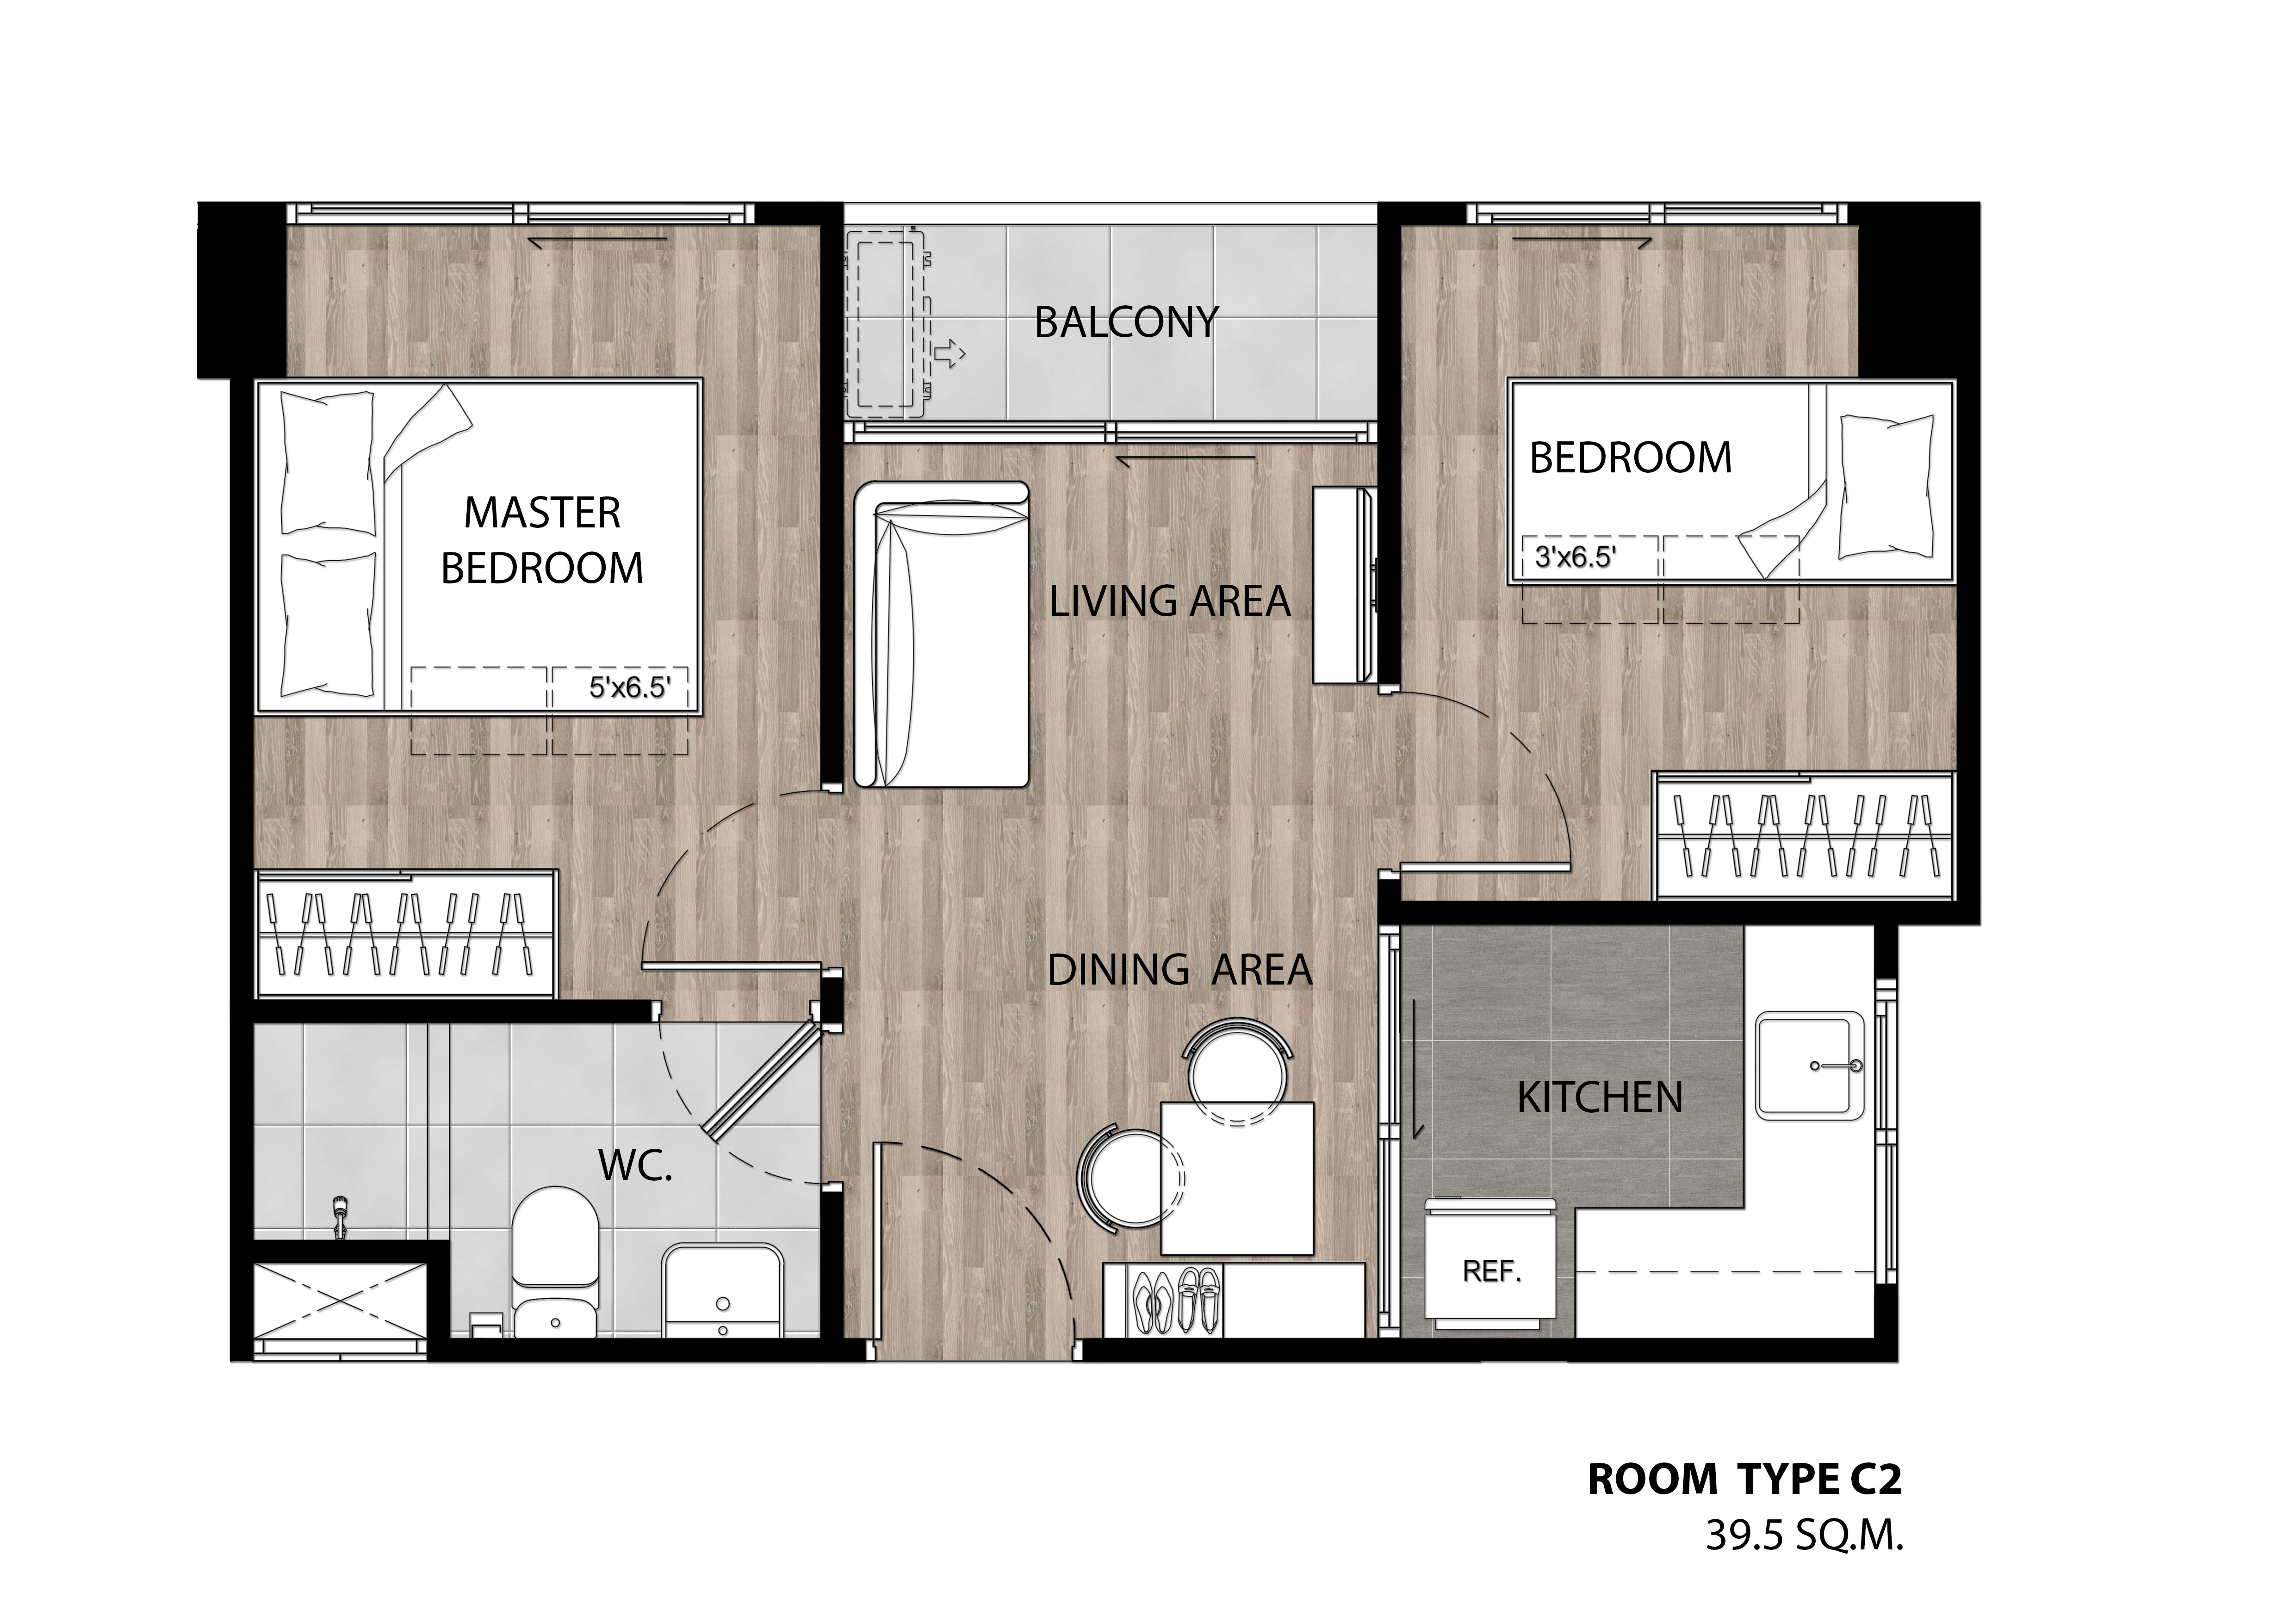 BALCONY
MASTER
BEDROOM
5'x6.5'
LIVING AREA
BEDROOM
3'x6.5'
DINING AREA
KITCHEN
WC.
REF.
ROOM TYPE C2
39.5 SQ.M.